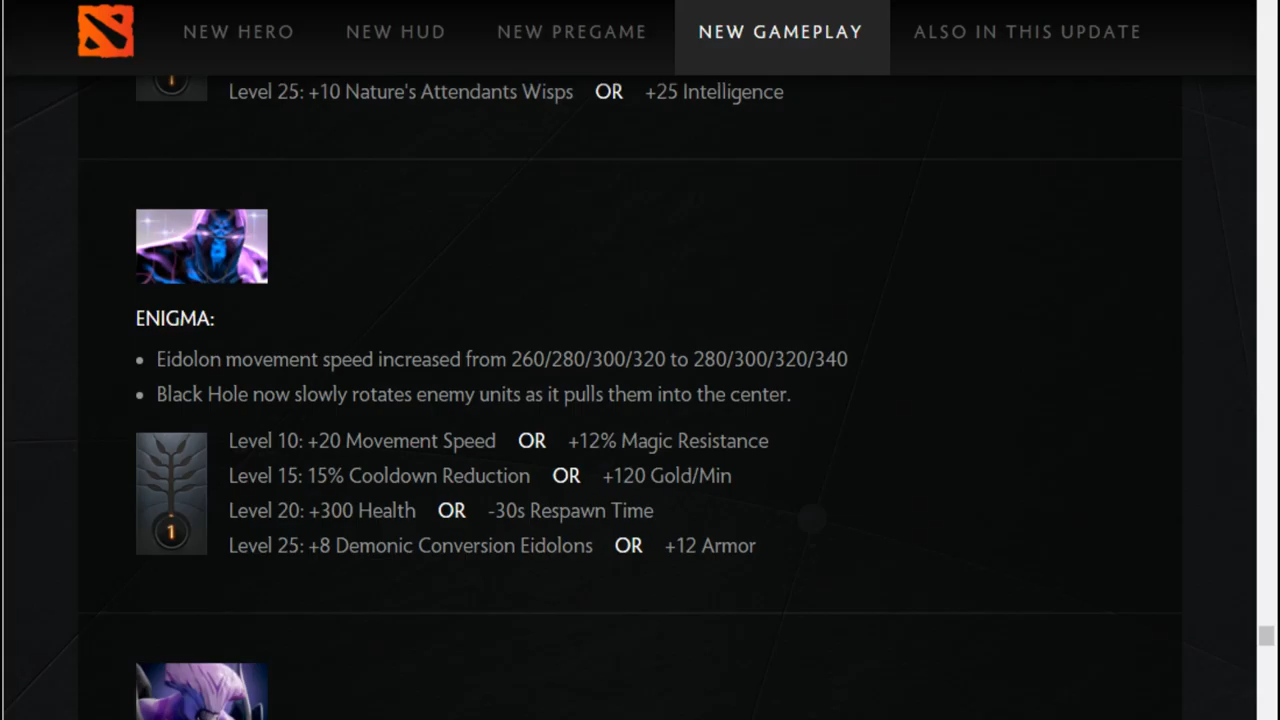 NEW HERO NEW HUD NEW PREGAME NEW GAMEPLAY ALSO IN THIS UPDATE
1
Level 25: +10 Nature's Attendants Wisps OR +25 Intelligence
ENIGMA:
• Eidolon movement speed increased from 260/280/300/320 to 280/300/320/340
• Black Hole now slowly rotates enemy units as it pulls them into the center.
Level 10: +20 Movement Speed OR +12% Magic Resistance
Level 15: 15% Cooldown Reduction OR +120 Gold/Min
Level 20: +300 Health OR -30s Respawn Time
1
Level 25: +8 Demonic Conversion Eidolons OR +12 Armor